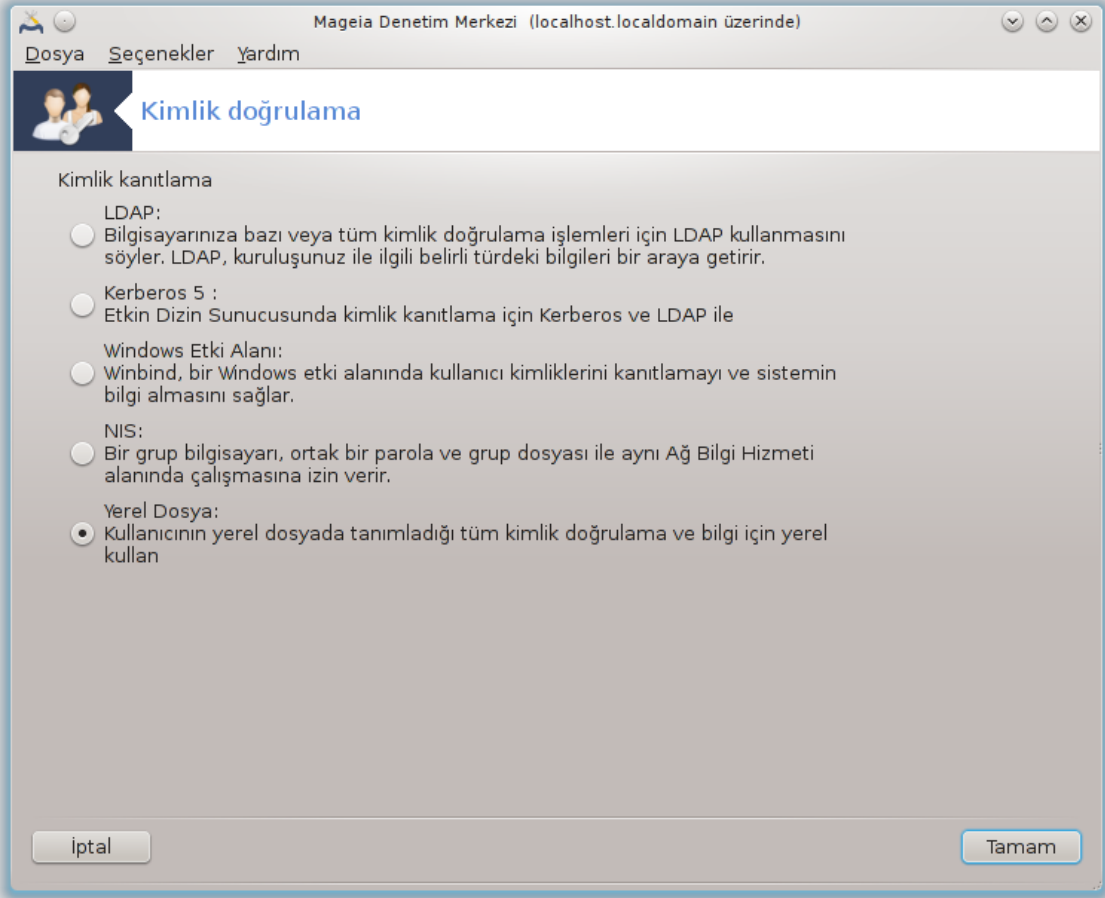 Mageia Denetim Merkezi (localhost.localdomain üzerinde)
Dosya Seçenekler Yardım
Kimlik doğrulama
Kimlik kanıtlama
LDAP:
Bilgisayarınıza bazı veya tüm kimlik doğrulama işlemleri için LDAP kullanmasını
söyler. LDAP, kuruluşunuz ile ilgili belirli türdeki bilgileri bir araya getirir.
Kerberos 5 :
Etkin Dizin Sunucusunda kimlik kanıtlama için Kerberos ve LDAP ile
Windows Etki Alanı:
Winbind, bir Windows etki alanında kullanıcı kimliklerini kanıtlamayı ve sistemin
bilgi almasını sağlar.
NIS:
Bir grup bilgisayarı, ortak bir parola ve grup dosyası ile aynı Ağ Bilgi Hizmeti
alanında çalışmasına izin verir.
Yerel Dosya:
Kullanıcının yerel dosyada tanımladığı tüm kimlik doğrulama ve bilgi için yerel
kullan
İptal Tamam